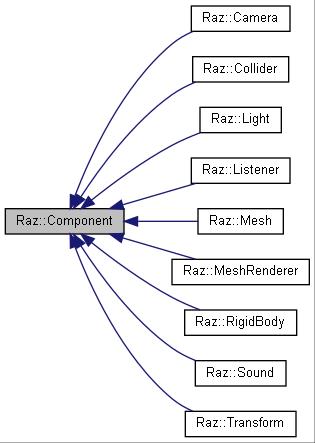 Raz::Camera
Raz::Collider
Raz::Light
Raz::Listener
Raz::Component
Raz::Mesh
Raz::MeshRenderer
Raz::RigidBody
Raz::Sound
Raz::Transform